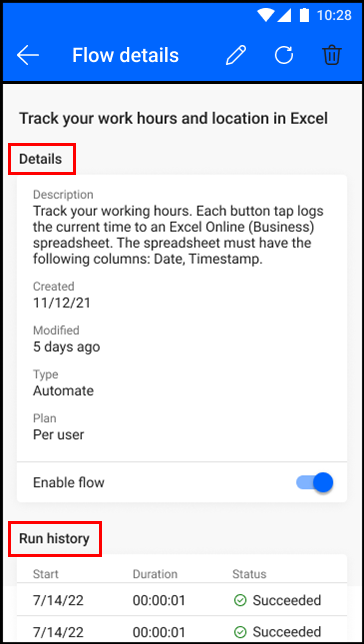 10:28
Flow details
Track your work hours and location in Excel
Details
Description
Track your working hours. Each button tap logs
the current time to an Excel Online (Business)
spreadsheet. The spreadsheet must have the
following columns: Date, Timestamp.
Created
11/12/21
Modified
5 days ago
Type
Automate
Plan
Per user
Enable flow
Run history
Start Duration Status
7/14/22 00:00:01 Succeeded
7/14/22 00:00:01 Succeeded